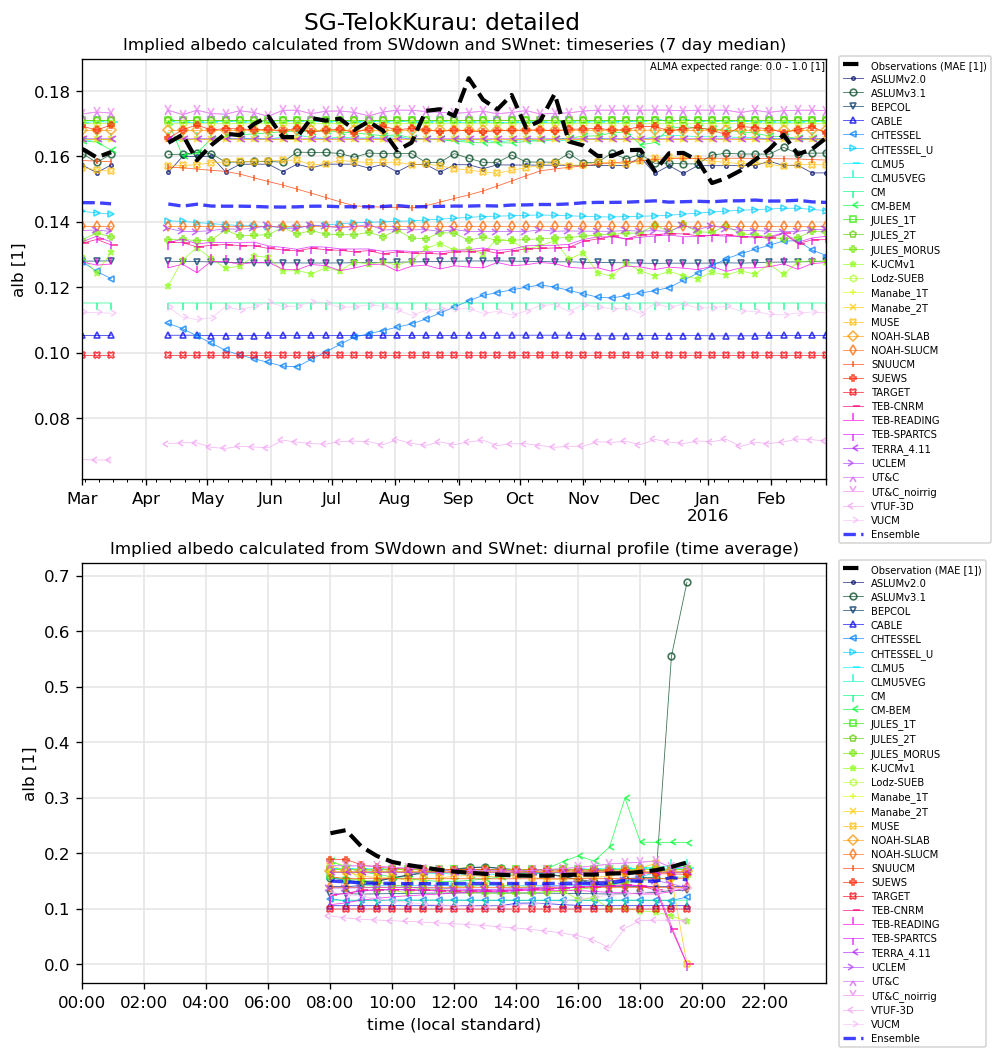 SG-TelokKurau: detailed
Implied albedo calculated from SWdown and SWnet: timeseries (7 day median)
ALMA expected range: 0.0 - 1.0 [1]
alb [1]
0.18
0.16
0.14
0.12
0.10
0.08
Mar Apr May Jun Jul Aug Sep Oct Nov Dec Jan Feb
2016
Observations (MAE [1])
ASLUMv2.0
ASLUMv3.1
BEPCOL
CABLE
CHTESSEL
CHTESSEL_U
CLMU5
CLMU5VEG
CM
CM-BEM
JULES_1T
JULES_2T
JULES_MORUS
K-UCMv1
Lodz-SUEB
Manabe_1T
Manabe_2T
MUSE
NOAH-SLAB
NOAH-SLUCM
SNUUCM
SUEWS
TARGET
TEB-CNRM
TEB-READING
TEB-SPARTCS
TERRA_4.11
UCLEM
UT&C
UT&C_noirrig
VTUF-3D
VUCM
Ensemble
Implied albedo calculated from SWdown and SWnet: diurnal profile (time average)
alb [1]
0.7
0.6
0.5
0.4
0.3
0.2
0.1
0.0
00:00 02:00 04:00 06:00 08:00 10:00 12:00 14:00 16:00 18:00 20:00 22:00
time (local standard)
Observation (MAE [1])
ASLUMv2.0
ASLUMv3.1
BEPCOL
CABLE
CHTESSEL
CHTESSEL_U
CLMU5
CLMU5VEG
CM
CM-BEM
JULES_1T
JULES_2T
JULES_MORUS
K-UCMv1
Lodz-SUEB
Manabe_1T
Manabe_2T
MUSE
NOAH-SLAB
NOAH-SLUCM
SNUUCM
SUEWS
TARGET
TEB-CNRM
TEB-READING
TEB-SPARTCS
TERRA_4.11
UCLEM
UT&C
UT&C_noirrig
VTUF-3D
VUCM
Ensemble